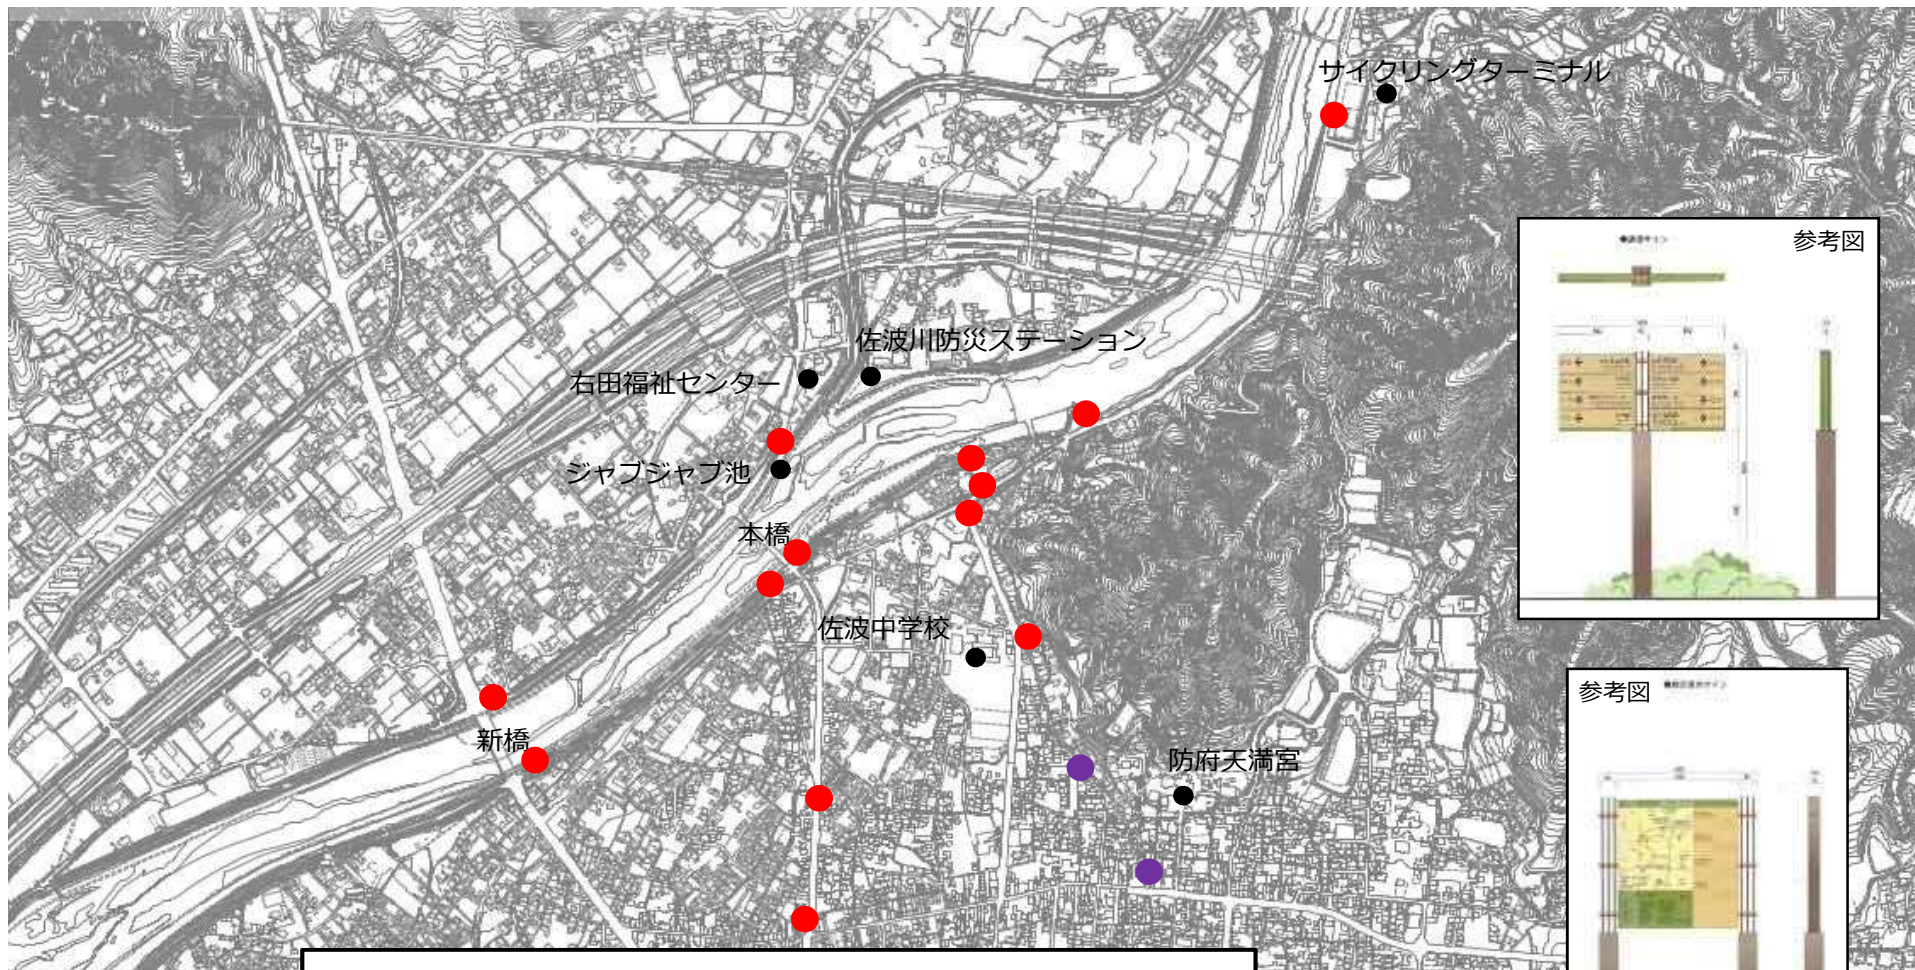 サイクリングターミナル
参考図
佐波川防災ステーション
右田福祉センター
ジャブジャブ池
本橋
佐波中学校
参考図
新橋
防府天満宮